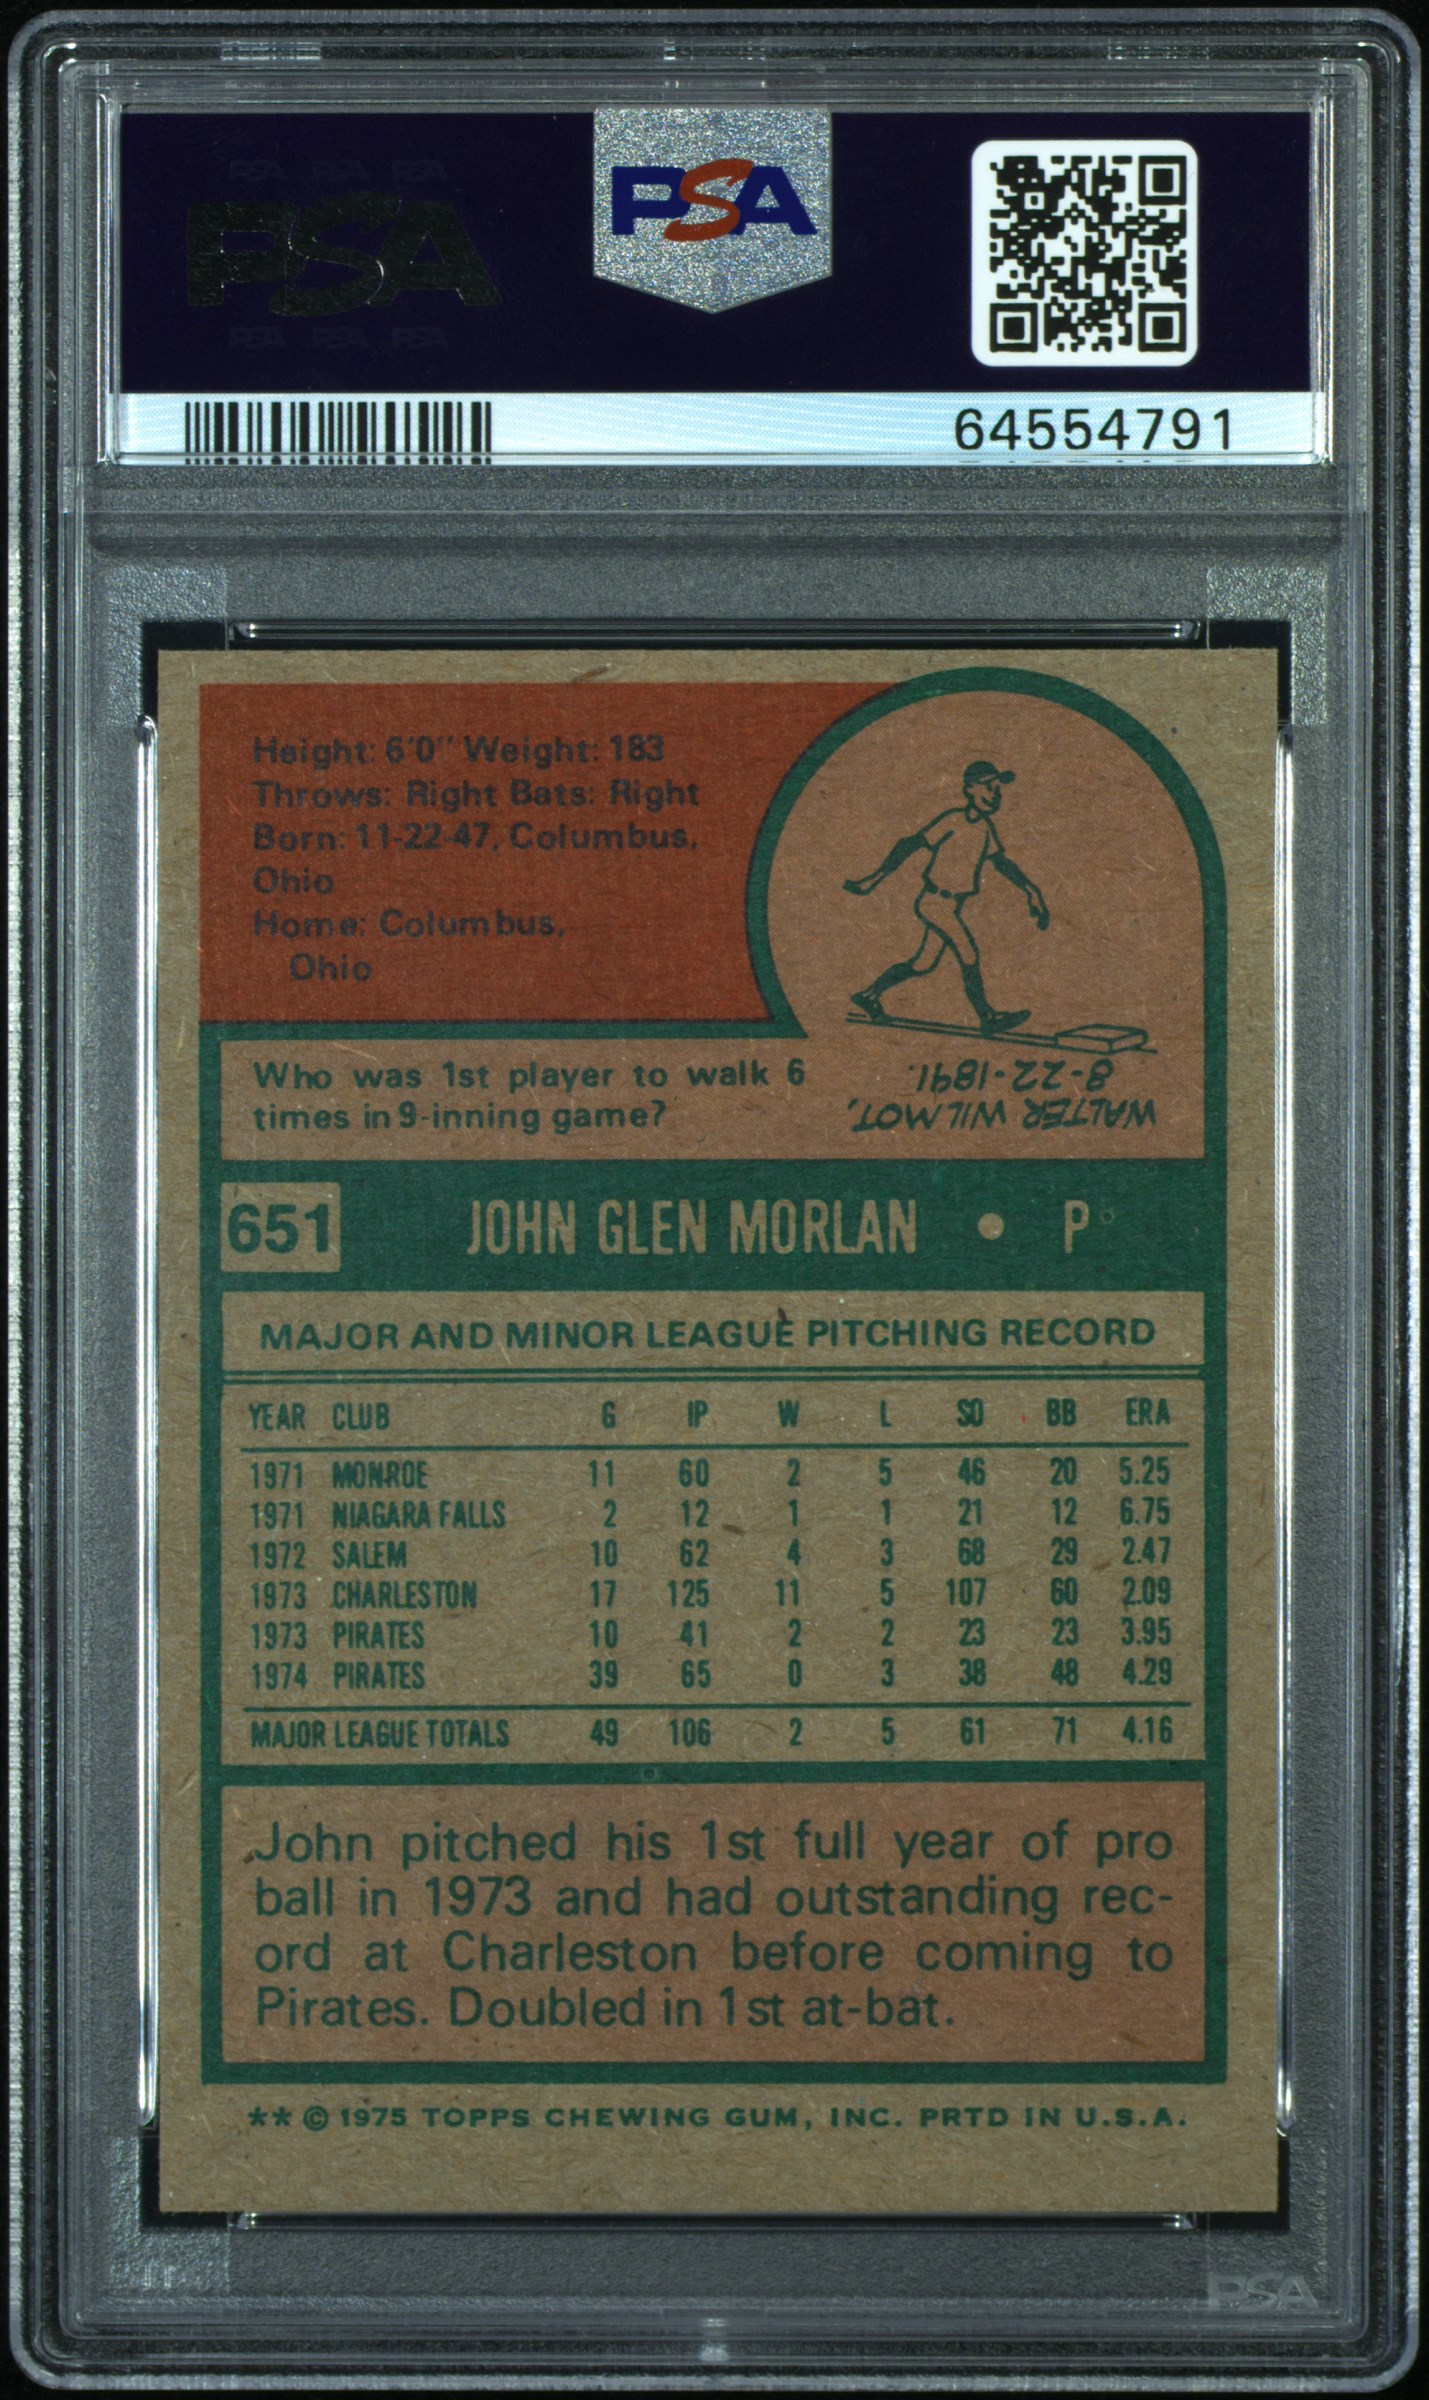 PSA PSA PSA
PSA
PSA PSA PSA
PSA
64554791
Height: 6'0" Weight: 183
Throws: Right Bats: Right
Born: 11-22-47, Columbus,
Ohio
Home: Columbus,
Ohio
Who was 1st player to walk 6
times in 9-inning game?
WALTER WILMOT,
8-22-1891.
651 JOHN GLEN MORLAN • P
MAJOR AND MINOR LEAGUE PITCHING RECORD
YEAR CLUB G IP W L SO BB ERA
1971 MONROE 11 60 2 5 46 20 5.25
1971 NIAGARA FALLS 2 12 1 1 21 12 6.75
1972 SALEM 10 62 4 3 68 29 2.47
1973 CHARLESTON 17 125 11 5 107 60 2.09
1973 PIRATES 10 41 2 2 23 23 3.95
1974 PIRATES 39 65 0 3 38 48 4.29
MAJOR LEAGUE TOTALS 49 106 2 5 61 71 4.16
John pitched his 1st full year of pro
ball in 1973 and had outstanding rec-
ord at Charleston before coming to
Pirates. Doubled in 1st at-bat.
** © 1975 TOPPS CHEWING GUM, INC. PRTD IN U.S.A.
PSA